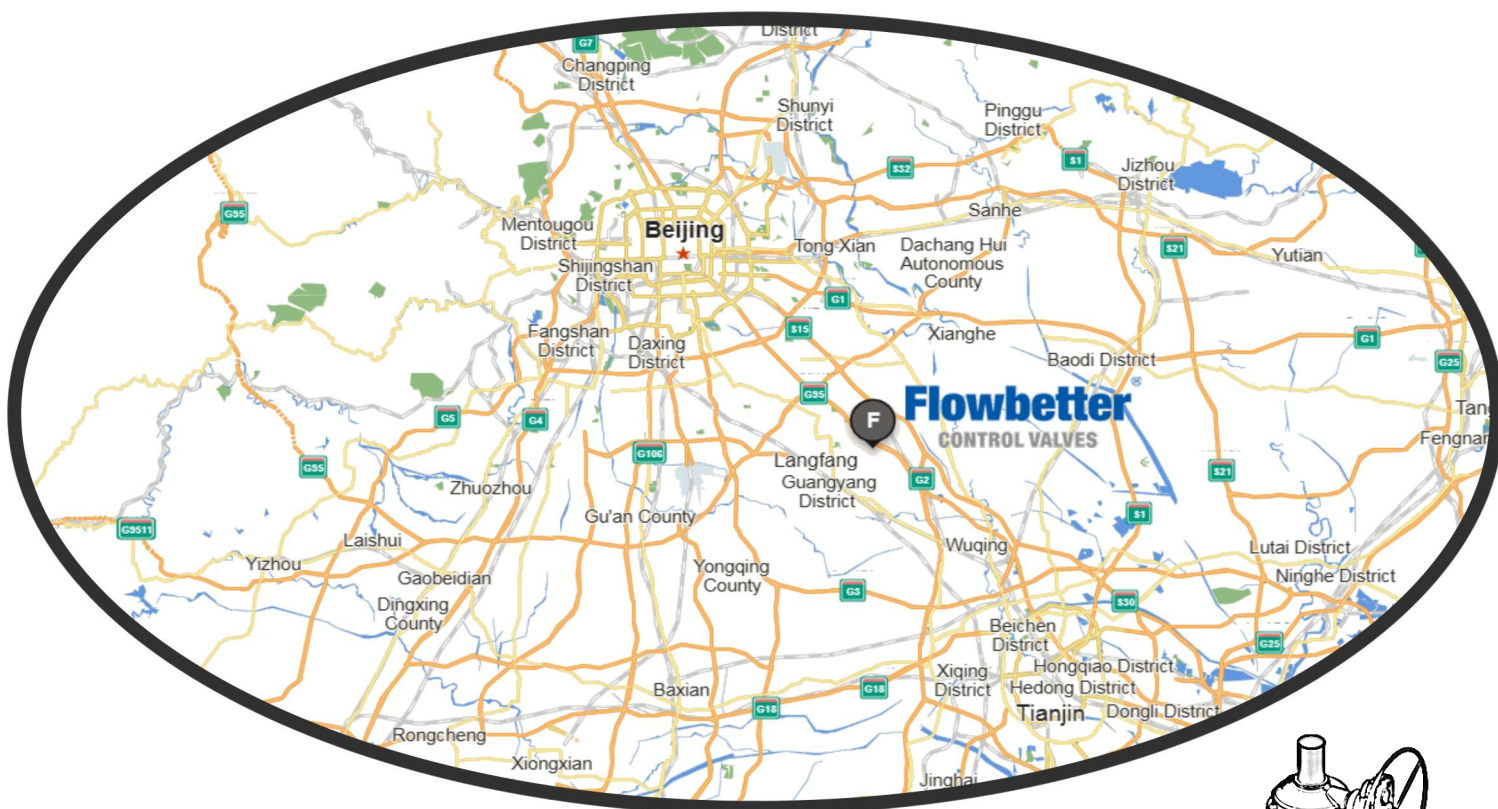 District
G7
Changping
District
Shunyi
District
Pinggu
District
S1
S32
Jizhou
District
G95
Mentougou
District
Beijing
Sanhe
Tong Xian
Dachang Hui
Autonomous
County
S21
Yutian
Shijingshan
District
G1
S15
Xianghe
Fangshan
District
Daxing
District
Baodi District
G1
G25
G95
G5
G4
F
Flowbetter
®
CONTROL VALVES
Tang
Fengnan
G106
Langfang
Guangyang
District
G95
G2
S21
Zhuozhou
Gu'an County
S1
G9511
Laishui
Wuqing
Lutai District
Yizhou
Gaobeidian
Yongqing
County
Ninghe District
G3
S30
Dingxing
County
Beichen
District
G25
Hongqiao District
Xiqing
District
Hedong District
Baxian
G18
G18
Tianjin
Dongli District
Rongcheng
Xiongxian
Jinghai